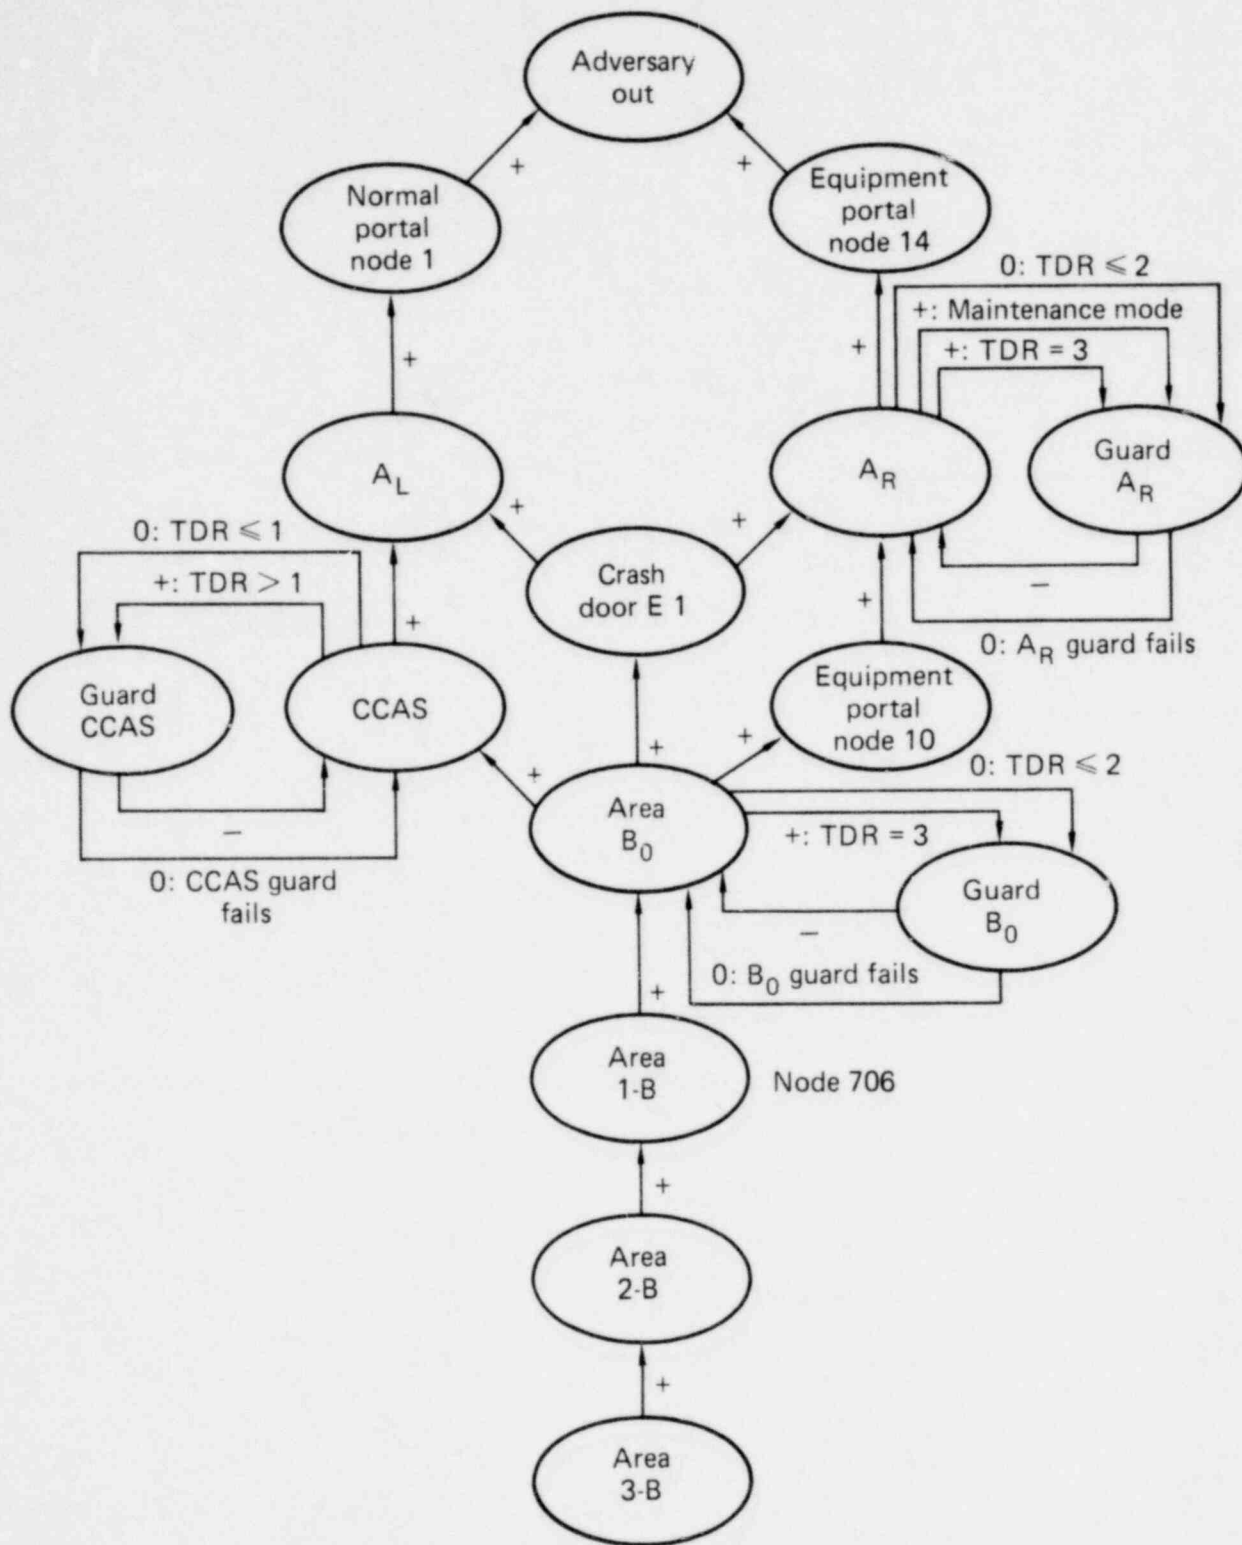 Adversary
out
+
+
Normal
portal
node 1
Equipment
portal
node 14
0: TDR ⩽ 2
+: Maintenance mode
+: TDR = 3
+
+
A_L
A_R
Guard
A_R
+
+
0: TDR ⩽ 1
+: TDR > 1
+
Crash
door E 1
+
−
0: A_R guard fails
Guard
CCAS
CCAS
Equipment
portal
node 10
+
+
+
0: TDR ⩽ 2
−
Area
B_0
+: TDR = 3
0: CCAS guard
fails
Guard
B_0
−
0: B_0 guard fails
+
Area
1-B
Node 706
+
Area
2-B
+
Area
3-B